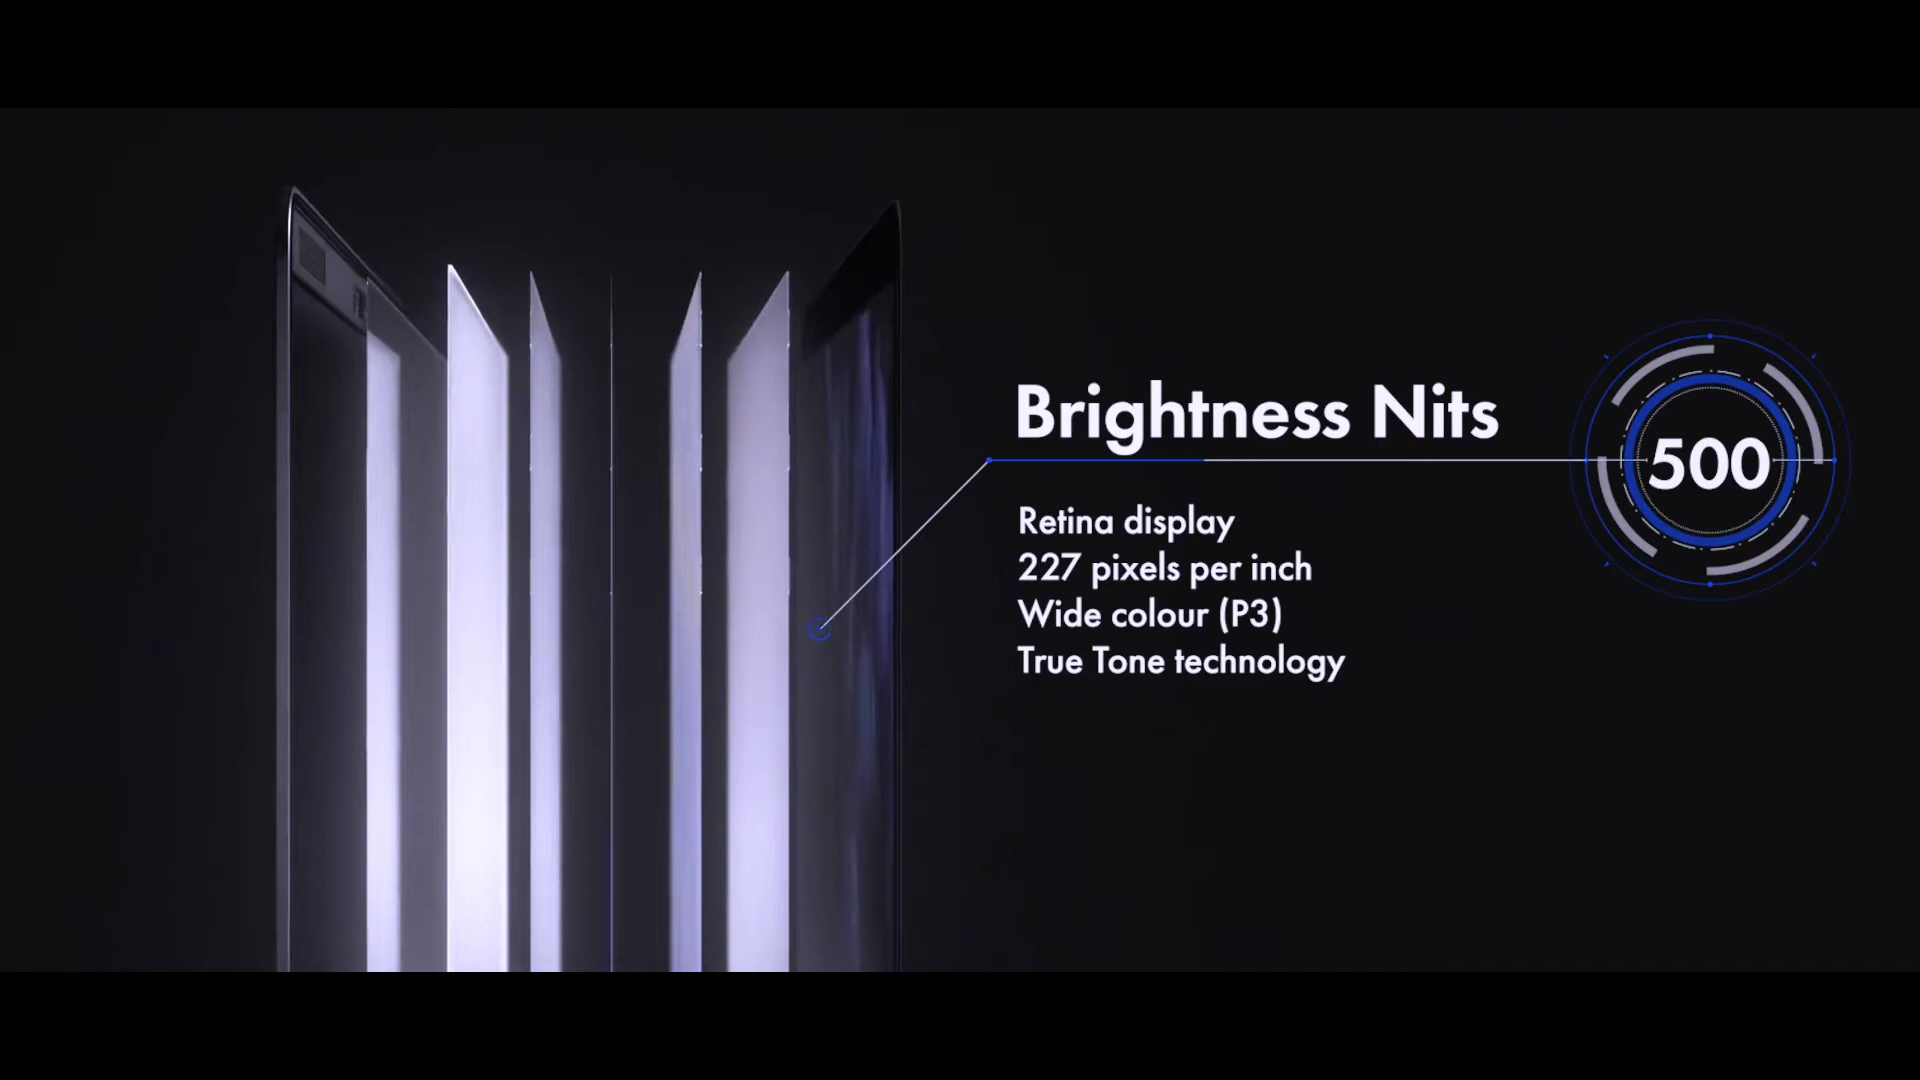 Brightness Nits
500
Retina display
227 pixels per inch
Wide colour (P3)
True Tone technology